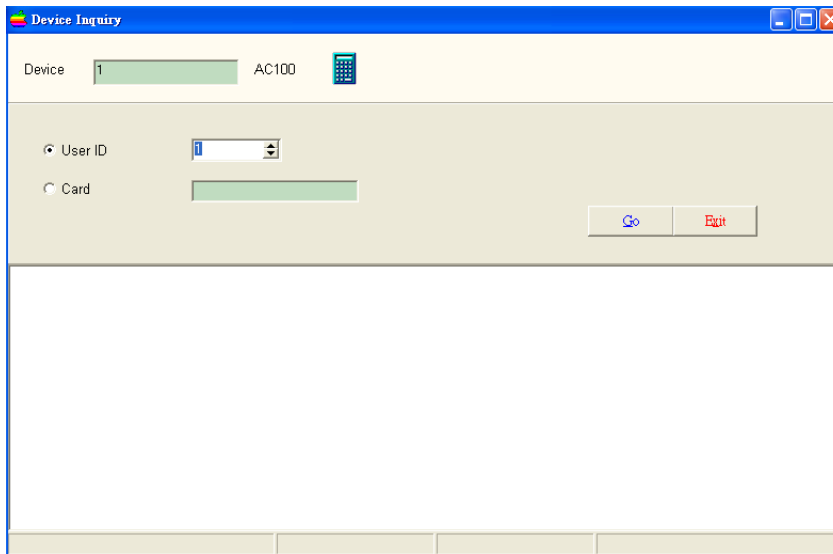 Device Inquiry
Device 1 AC100
User ID 1
Card
Go Exit